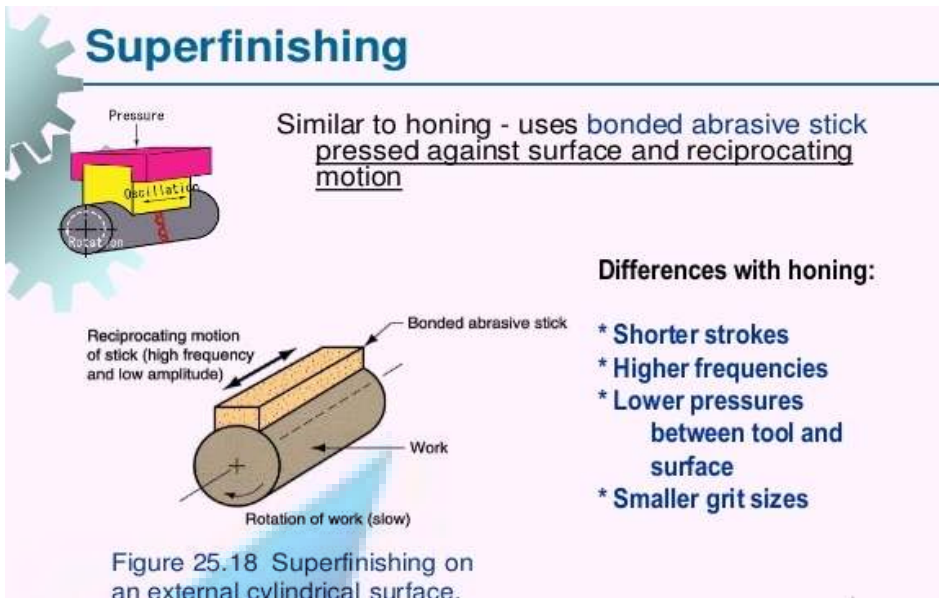 Superfinishing
Pressure
Oscillation
Rotation
Similar to honing - uses bonded abrasive stick
pressed against surface and reciprocating
motion
Differences with honing:
* Shorter strokes
* Higher frequencies
* Lower pressures
between tool and
surface
* Smaller grit sizes
Reciprocating motion
of stick (high frequency
and low amplitude)
Bonded abrasive stick
Work
Rotation of work (slow)
Figure 25.18 Superfinishing on
an external cylindrical surface.